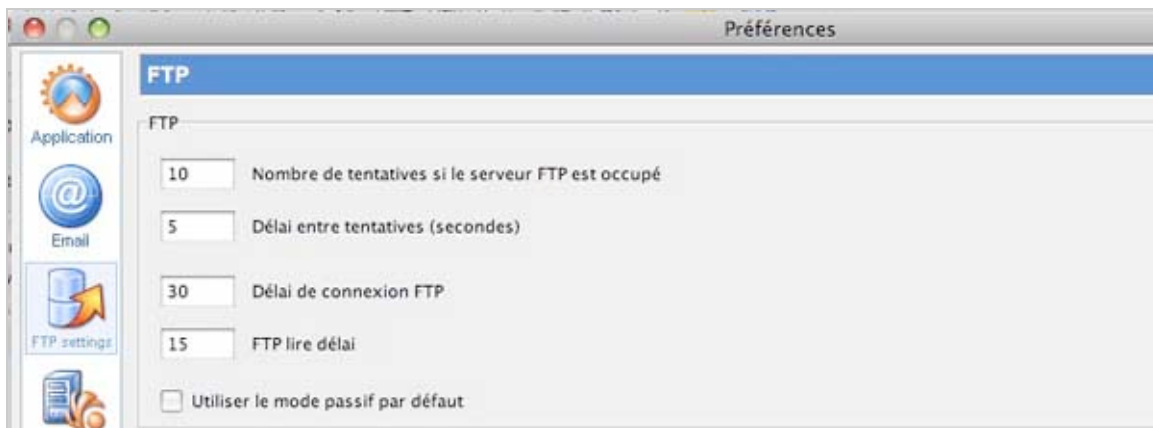 Préférences
FTP
Application
FTP
10 Nombre de tentatives si le serveur FTP est occupé
5 Délai entre tentatives (secondes)
Email
30 Délai de connexion FTP
FTP settings
15 FTP lire délai
Utiliser le mode passif par défaut